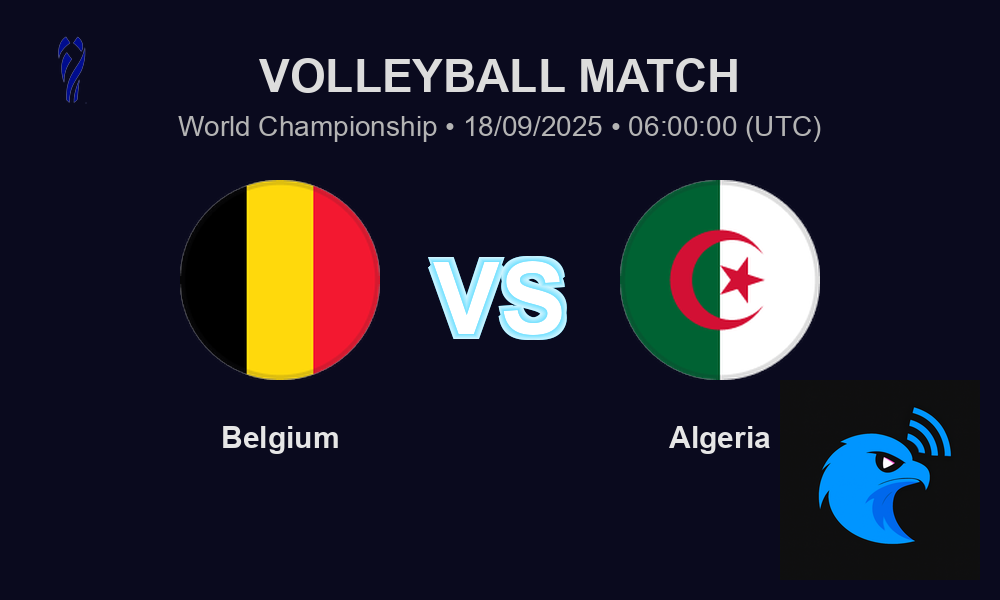 VOLLEYBALL MATCH
World Championship • 18/09/2025 • 06:00:00 (UTC)
VS
Belgium
Algeria